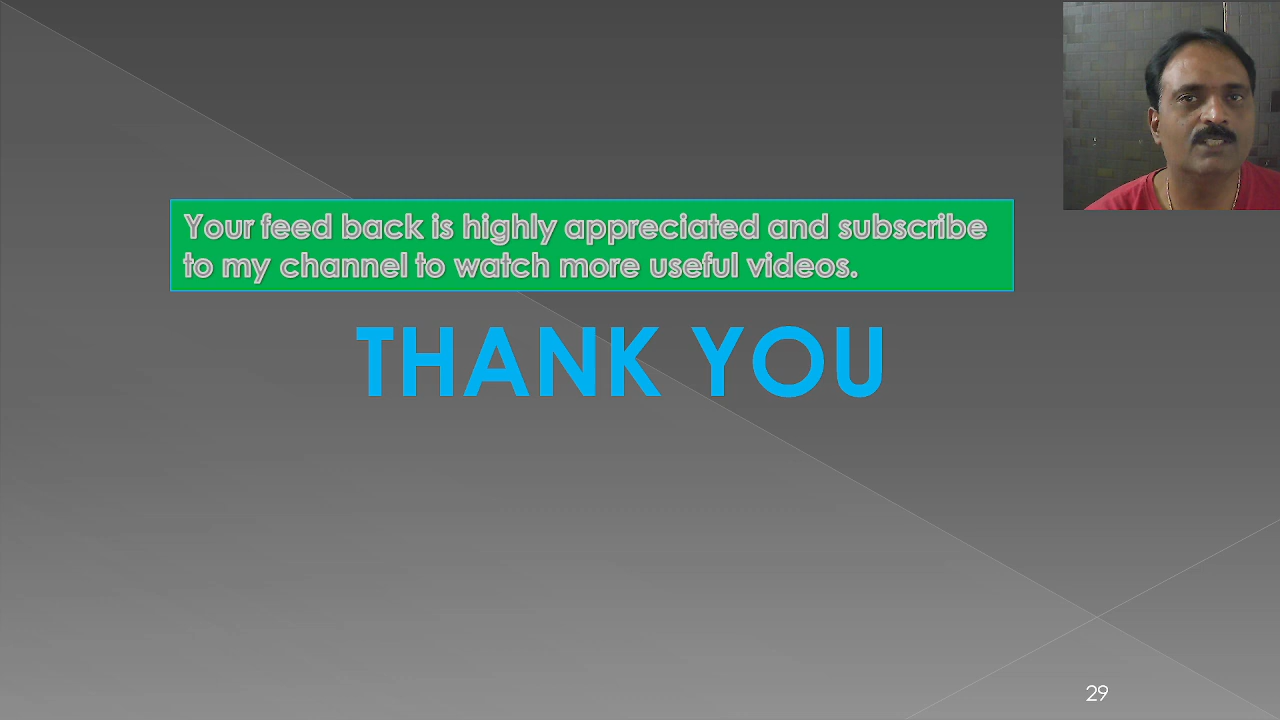 Your feed back is highly appreciated and subscribe
to my channel to watch more useful videos.
THANK YOU
29